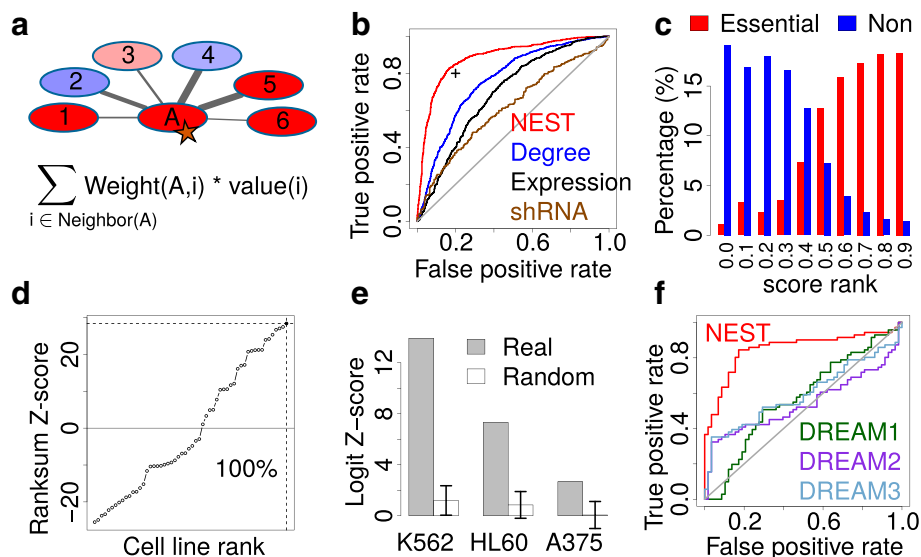 a
3
4
2
5
A
1
6
∑ Weight(A,i) * value(i)
i ∈ Neighbor(A)
b
True positive rate
0.0
0.4
0.8
+
NEST
Degree
Expression
shRNA
0.2
0.6
1.0
False positive rate
c
Essential
Non
Percentage (%)
0
5
10
15
0.0
0.1
0.2
0.3
0.4
0.5
0.6
0.7
0.8
0.9
score rank
d
Ranksum Z-score
−20
0
20
100%
Cell line rank
e
Real
Random
Logit Z-score
0
4
8
12
K562
HL60
A375
f
NEST
True positive rate
0.0
0.4
0.8
DREAM1
DREAM2
DREAM3
0.2
0.6
1.0
False positive rate